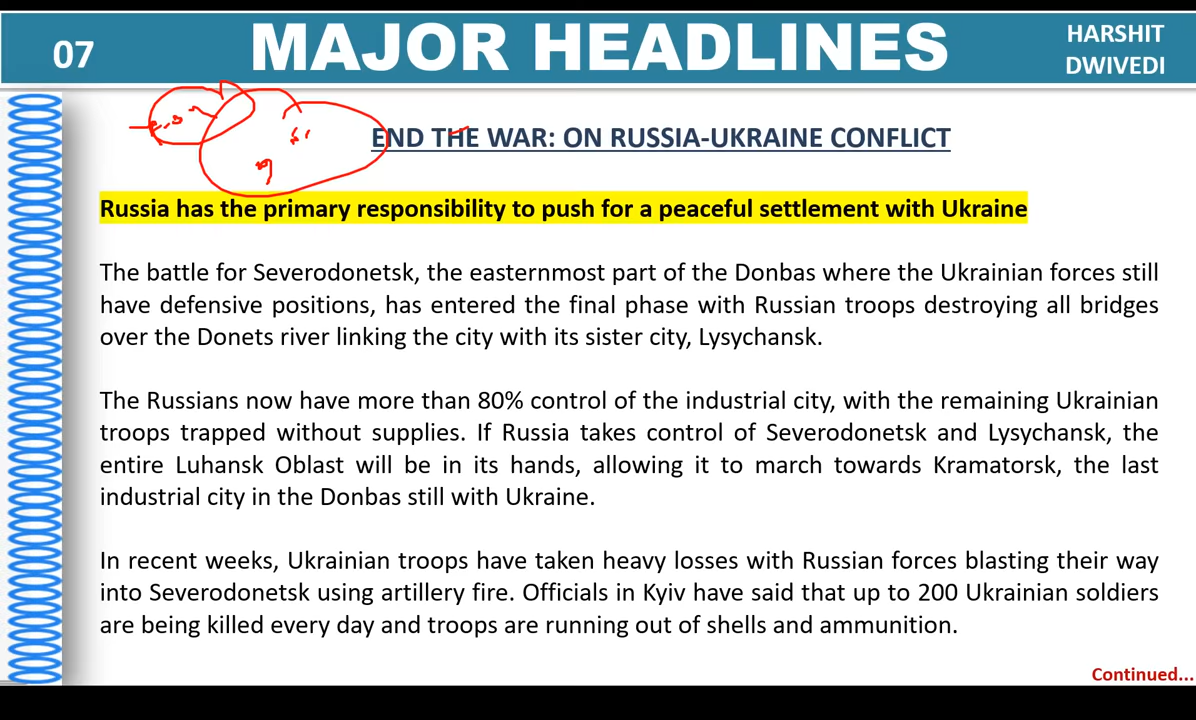 07
MAJOR HEADLINES
HARSHIT
DWIVEDI
END THE WAR: ON RUSSIA-UKRAINE CONFLICT
Russia has the primary responsibility to push for a peaceful settlement with Ukraine
The battle for Severodonetsk, the easternmost part of the Donbas where the Ukrainian forces still
have defensive positions, has entered the final phase with Russian troops destroying all bridges
over the Donets river linking the city with its sister city, Lysychansk.
The Russians now have more than 80% control of the industrial city, with the remaining Ukrainian
troops trapped without supplies. If Russia takes control of Severodonetsk and Lysychansk, the
entire Luhansk Oblast will be in its hands, allowing it to march towards Kramatorsk, the last
industrial city in the Donbas still with Ukraine.
In recent weeks, Ukrainian troops have taken heavy losses with Russian forces blasting their way
into Severodonetsk using artillery fire. Officials in Kyiv have said that up to 200 Ukrainian soldiers
are being killed every day and troops are running out of shells and ammunition.
Continued...